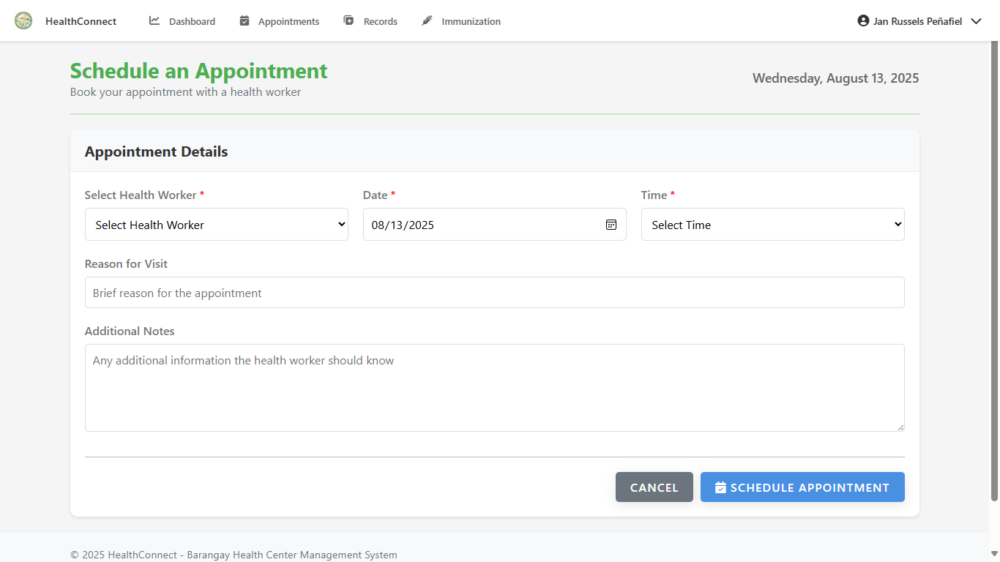 HealthConnect Dashboard Appointments Records Immunization Jan Russels Peñafiel
Schedule an Appointment
Book your appointment with a health worker
Wednesday, August 13, 2025
Appointment Details
Select Health Worker * Date * Time *
Select Health Worker 08/13/2025 Select Time
Reason for Visit
Brief reason for the appointment
Additional Notes
Any additional information the health worker should know
CANCEL SCHEDULE APPOINTMENT
© 2025 HealthConnect - Barangay Health Center Management System